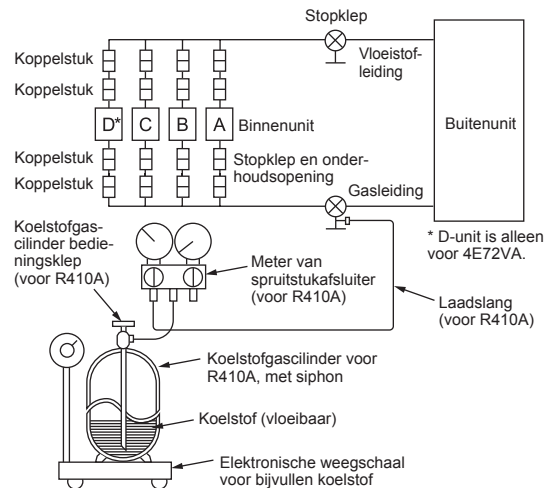 Stopklep
Koppelstuk
Vloeistof-
leiding
Koppelstuk
D*
C
B
A
Binnenunit
Buitenunit
Koppelstuk
Stopklep en onder-
houdsopening
Koppelstuk
Gasleiding
Koelstofgas-
cilinder bedie-
ningsklep
(voor R410A)
* D-unit is alleen
voor 4E72VA.
Meter van
spruitstukafsluiter
(voor R410A)
Laadslang
(voor R410A)
Koelstofgascilinder voor
R410A, met siphon
Koelstof (vloeibaar)
Elektronische weegschaal
voor bijvullen koelstof